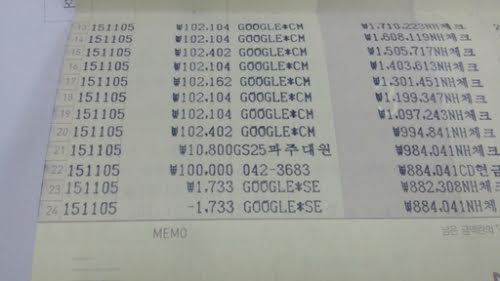 13 151105 ₩102.104 GOOGLE*CM ₩1.710.223NH체크
14 151105 ₩102.104 GOOGLE*CM ₩1.608.119NH체크
15 151105 ₩102.402 GOOGLE*CM ₩1.505.717NH체크
16 151105 ₩102.104 GOOGLE*CM ₩1.403.613NH체크
17 151105 ₩102.162 GOOGLE*CM ₩1.301.451NH체크
18 151105 ₩102.104 GOOGLE*CM ₩1.199.347NH체크
19 151105 ₩102.104 GOOGLE*CM ₩1.097.243NH체크
20 151105 ₩102.402 GOOGLE*CM ₩994.841NH체크
21 151105 ₩10.800GS25파주대원 ₩984.041NH체크
22 151105 ₩100.000 042-3683 ₩884.041CD현금
23 151105 ₩1.733 GOOGLE*SE ₩882.308NH체크
24 151105 -1.733 GOOGLE*SE ₩884.041NH체
MEMO